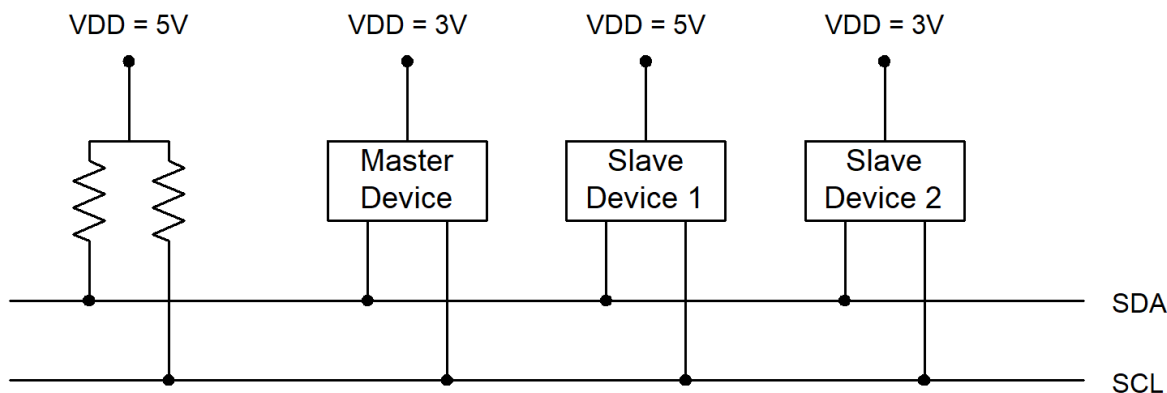 VDD = 5V
VDD = 3V
VDD = 5V
VDD = 3V
Master
Device
Slave
Device 1
Slave
Device 2
SDA
SCL